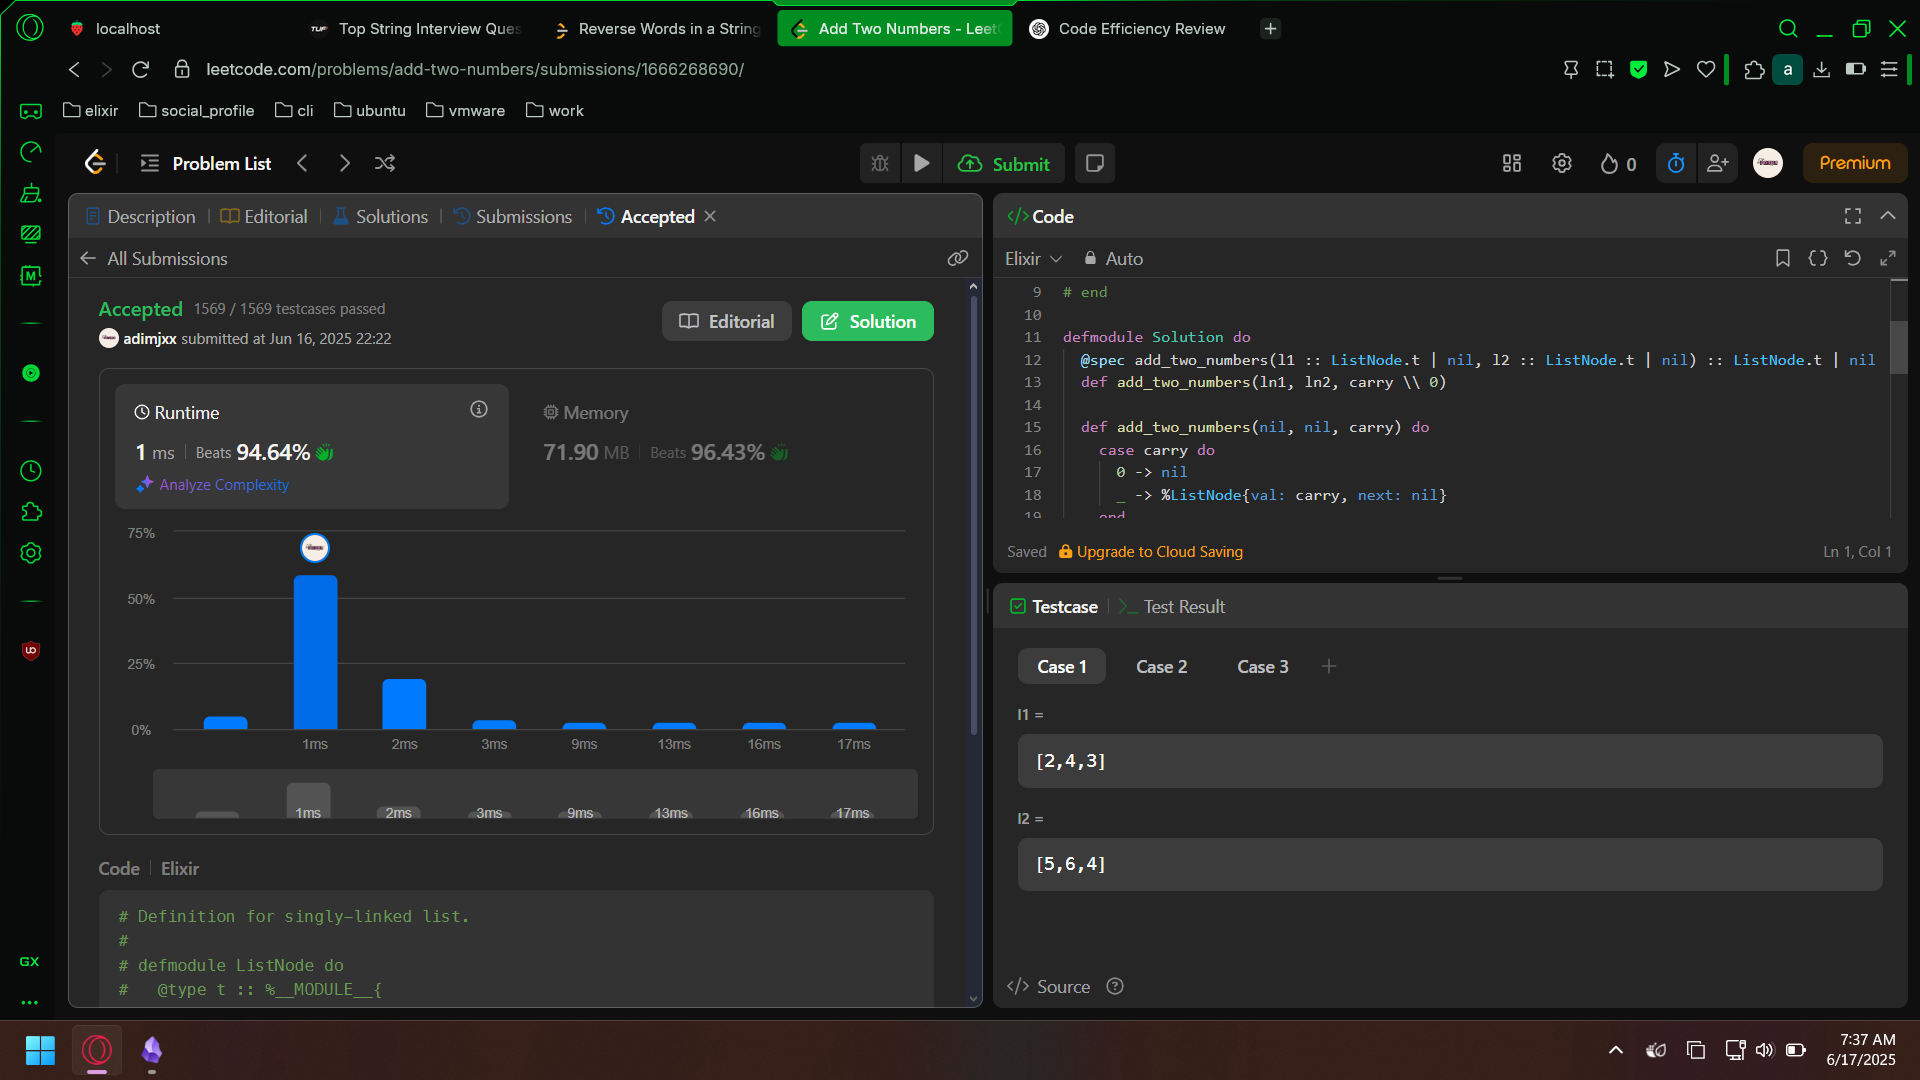 localhost
Top String Interview Ques
Reverse Words in a String
Add Two Numbers - Leet
Code Efficiency Review
leetcode.com/problems/add-two-numbers/submissions/1666268690/
a
elixir
social_profile
cli
ubuntu
vmware
work
Problem List
Submit
0
Premium
Description
Editorial
Solutions
Submissions
Accepted
All Submissions
Accepted 1569 / 1569 testcases passed
adimjxx submitted at Jun 16, 2025 22:22
Editorial
Solution
Runtime
1 ms Beats 94.64%
Analyze Complexity
Memory
71.90 MB Beats 96.43%
75%
50%
25%
0%
1ms 2ms 3ms 9ms 13ms 16ms 17ms
1ms 2ms 3ms 9ms 13ms 16ms 17ms
Code Elixir
# Definition for singly-linked list.
#
# defmodule ListNode do
#   @type t :: %__MODULE__{
</> Code
Elixir
Auto
9 # end
10
11 defmodule Solution do
12   @spec add_two_numbers(l1 :: ListNode.t | nil, l2 :: ListNode.t | nil) :: ListNode.t | nil
13   def add_two_numbers(ln1, ln2, carry \\ 0)
14
15   def add_two_numbers(nil, nil, carry) do
16     case carry do
17       0 -> nil
18       _ -> %ListNode{val: carry, next: nil}
19     end
Saved
Upgrade to Cloud Saving
Ln 1, Col 1
Testcase
Test Result
Case 1
Case 2
Case 3
l1 =
[2,4,3]
l2 =
[5,6,4]
</> Source
GX
M
7:37 AM
6/17/2025